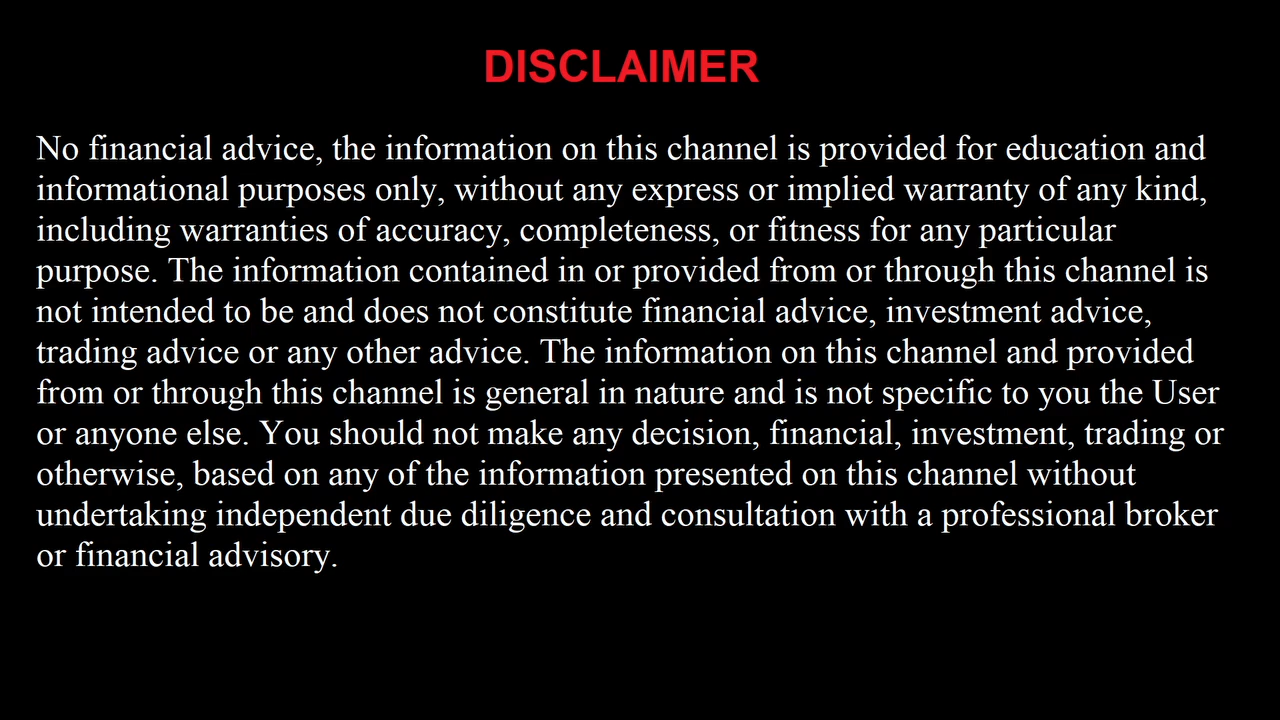 DISCLAIMER
No financial advice, the information on this channel is provided for education and
informational purposes only, without any express or implied warranty of any kind,
including warranties of accuracy, completeness, or fitness for any particular
purpose. The information contained in or provided from or through this channel is
not intended to be and does not constitute financial advice, investment advice,
trading advice or any other advice. The information on this channel and provided
from or through this channel is general in nature and is not specific to you the User
or anyone else. You should not make any decision, financial, investment, trading or
otherwise, based on any of the information presented on this channel without
undertaking independent due diligence and consultation with a professional broker
or financial advisory.